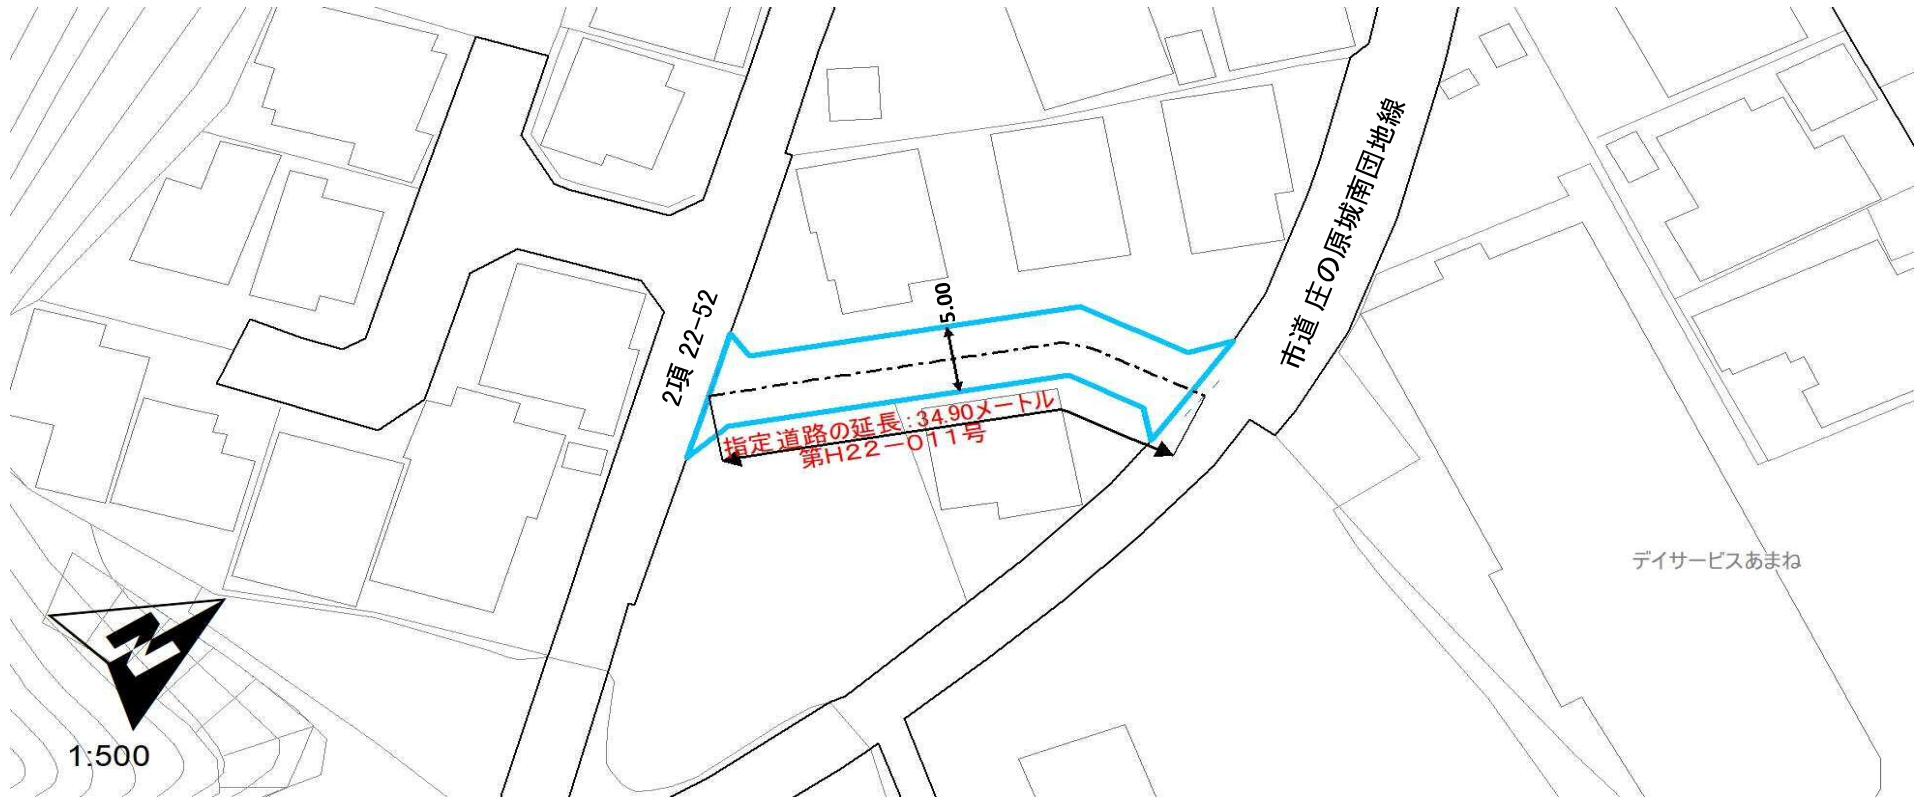 市道 庄の原城南団地線
2項 22-52
5.00
指定道路の延長：34.90メートル
第H22－011号
デイサービスあまね
N
1:500